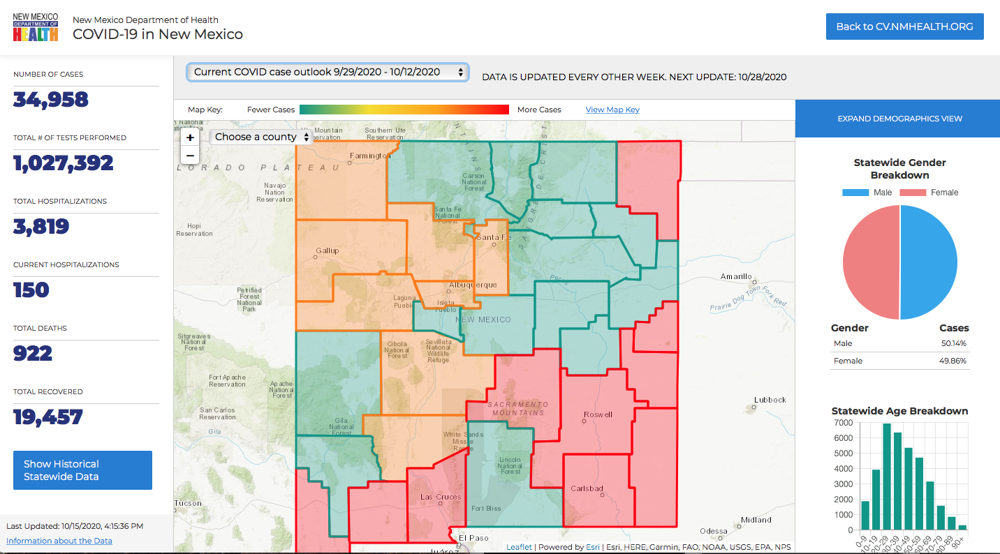 NEW MEXICO
DEPARTMENT OF
HEALTH
New Mexico Department of Health
COVID-19 in New Mexico
Back to CV.NMHEALTH.ORG
NUMBER OF CASES
34,958
TOTAL # OF TESTS PERFORMED
1,027,392
TOTAL HOSPITALIZATIONS
3,819
CURRENT HOSPITALIZATIONS
150
TOTAL DEATHS
922
TOTAL RECOVERED
19,457
Show Historical
Statewide Data
Last Updated: 10/15/2020, 4:15:36 PM
Information about the Data
Current COVID case outlook 9/29/2020 - 10/12/2020
DATA IS UPDATED EVERY OTHER WEEK. NEXT UPDATE: 10/28/2020
Map Key: Fewer Cases More Cases View Map Key
+
−
Choose a county
Mountain
Southern Ute
Reservation
Farmington
LORADO PLATEAU
Carson
National
Forest
Navajo
Nation
Reservation
Santa Fe
National
Forest
SANGRE DE CRIST
Hopi
Reservation
Santa Fe
Gallup
Pecos
Amarillo
Albuquerque
Petrified
Forest
National
Park
Laguna
Pueblo
Isleta
Pueblo
Prairie Dog Town Fork Red
NEW MEXICO
Sitgreaves
National
Forest
Cibola
National
Forest
Sevilleta
National
Wildlife
Refuge
Fort Apache
Reservation
Apache
National
Forest
Lubbock
San Carlos
Reservation
SACRAMENTO
MOUNTAINS
Roswell
Gila
National
Forest
Gila
White Sands
Missile
Range
Lincoln
National
Forest
Carlsbad
Las Cruces
Tucson
Fort Bliss
Midland
Odessa
El Paso
Juárez
Leaflet | Powered by Esri | Esri, HERE, Garmin, FAO, NOAA, USGS, EPA, NPS
EXPAND DEMOGRAPHICS VIEW
Statewide Gender
Breakdown
Male Female
Gender Cases
Male 50.14%
Female 49.86%
Statewide Age Breakdown
7000
6000
5000
4000
3000
2000
1000
0
0-9
10-19
20-29
30-39
40-49
50-59
60-69
70-79
80-89
90+